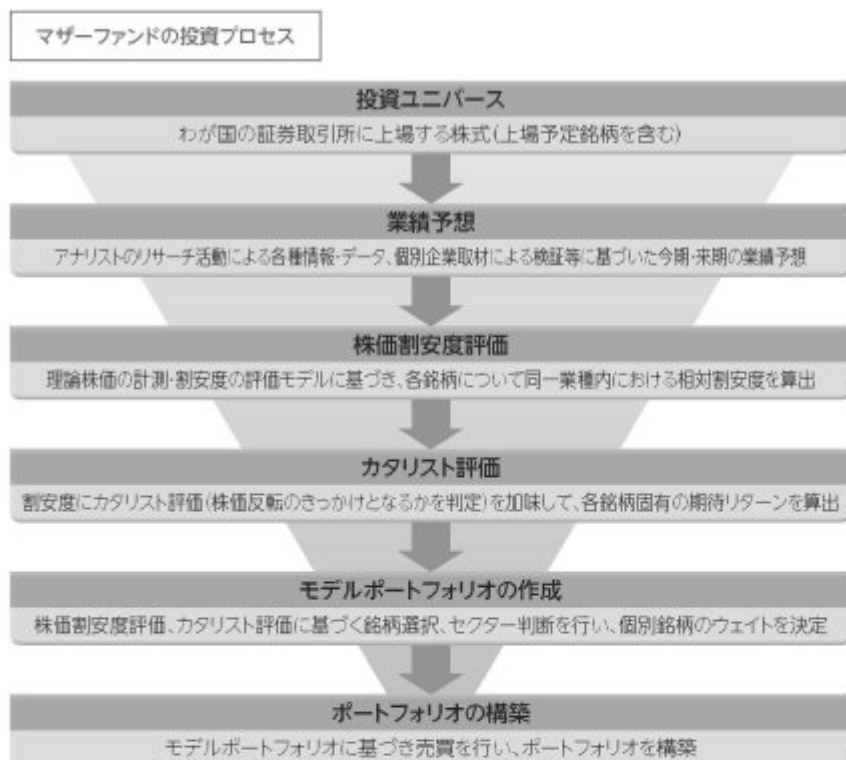 マザーファンドの投資プロセス
投資ユニバース
わが国の証券取引所に上場する株式(上場予定銘柄を含む)
業績予想
アナリストのリサーチ活動による各種情報・データ、個別企業取材による検証等に基づいた今期・来期の業績予想
株価割安度評価
理論株価の計測・割安度の評価モデルに基づき、各銘柄について同一業種内における相対割安度を算出
カタリスト評価
割安度にカタリスト評価(株価反転のきっかけとなるかを判定)を加味して、各銘柄固有の期待リターンを算出
モデルポートフォリオの作成
株価割安度評価、カタリスト評価に基づく銘柄選択、セクター判断を行い、個別銘柄のウェイトを決定
ポートフォリオの構築
モデルポートフォリオに基づき売買を行い、ポートフォリオを構築